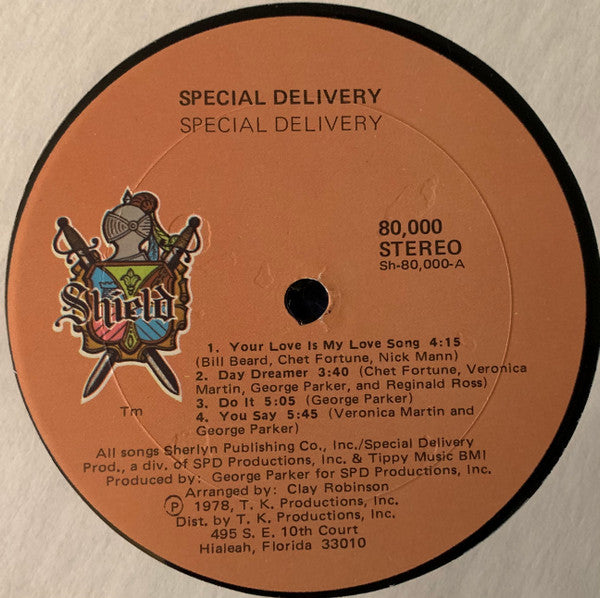 SPECIAL DELIVERY
SPECIAL DELIVERY
80,000
STEREO
Sh-80,000-A
Shield
Tm
1. Your Love Is My Love Song 4:15
(Bill Beard, Chet Fortune, Nick Mann)
2. Day Dreamer 3:40 (Chet Fortune, Veronica
Martin, George Parker, and Reginald Ross)
3. Do It 5:05 (George Parker)
4. You Say 5:45 (Veronica Martin and
George Parker)
All songs Sherlyn Publishing Co., Inc./Special Delivery
Prod., a div. of SPD Productions, Inc. & Tippy Music BMI
Produced by: George Parker for SPD Productions, Inc.
Arranged by: Clay Robinson
Ⓟ 1978, T. K. Productions, Inc.
Dist. by T. K. Productions, Inc.
495 S. E. 10th Court
Hialeah, Florida 33010